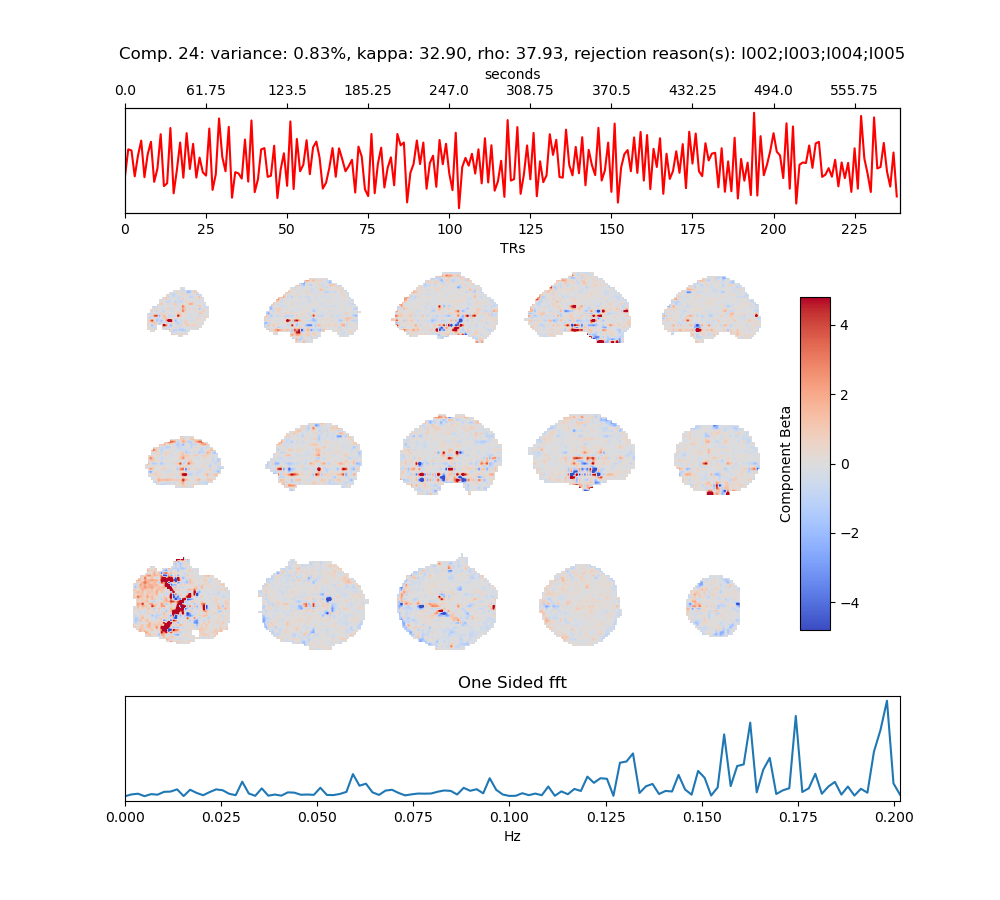 Comp. 24: variance: 0.83%, kappa: 32.90, rho: 37.93, rejection reason(s): I002;I003;I004;I005
seconds
0.0 61.75 123.5 185.25 247.0 308.75 370.5 432.25 494.0 555.75
0 25 50 75 100 125 150 175 200 225
TRs
4
2
0
−2
−4
Component Beta
One Sided fft
0.000 0.025 0.050 0.075 0.100 0.125 0.150 0.175 0.200
Hz